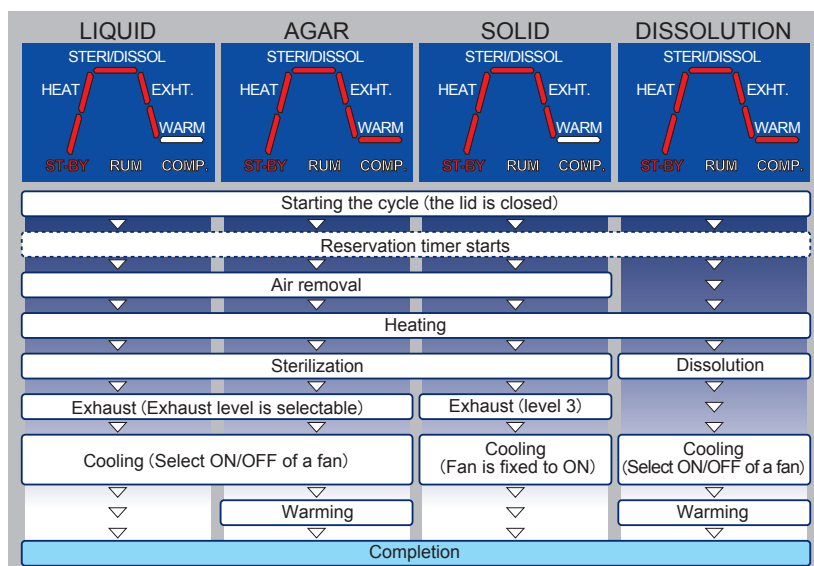 LIQUID AGAR SOLID DISSOLUTION
STERI/DISSOL STERI/DISSOL STERI/DISSOL STERI/DISSOL
HEAT EXHT. HEAT EXHT. HEAT EXHT. HEAT EXHT.
WARM WARM WARM WARM
ST-BY RUM COMP. ST-BY RUM COMP. ST-BY RUM COMP. ST-BY RUM COMP.
Starting the cycle (the lid is closed)
Reservation timer starts
Air removal
Heating
Sterilization Dissolution
Exhaust (Exhaust level is selectable) Exhaust (level 3)
Cooling (Select ON/OFF of a fan)
Cooling
(Fan is fixed to ON)
Cooling
(Select ON/OFF of a fan)
Warming Warming
Completion